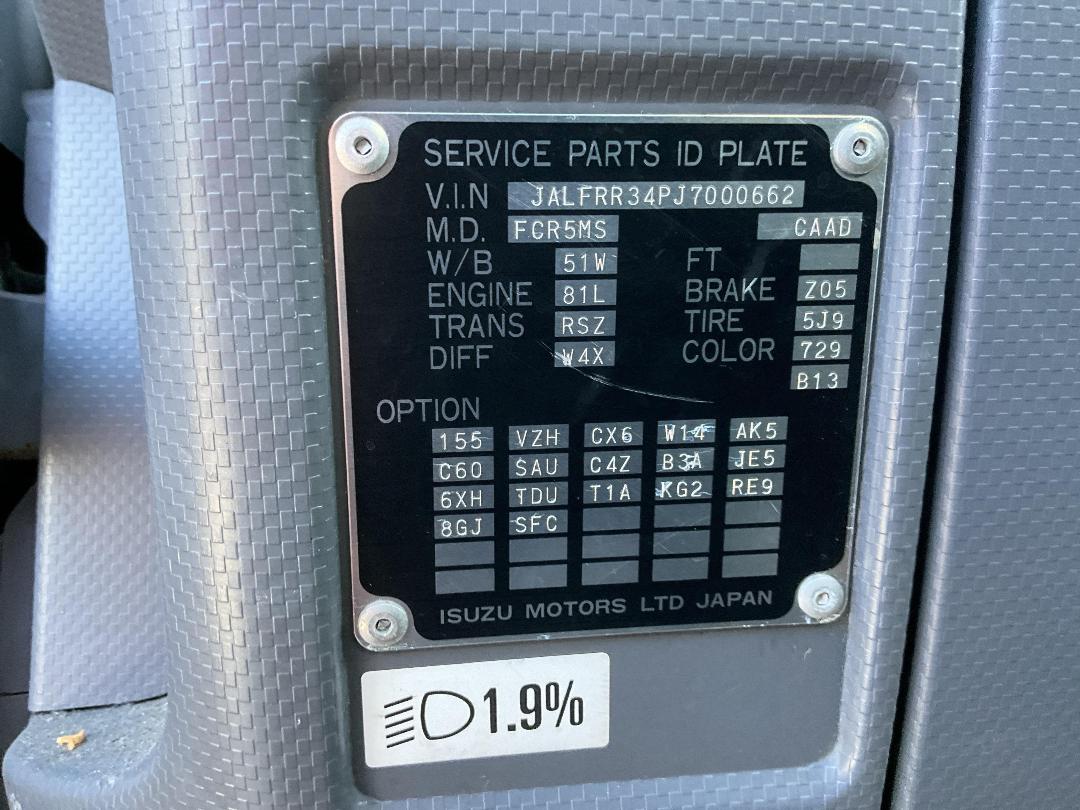 SERVICE PARTS ID PLATE
V.I.N JALFRR34PJ7000662
M.D. FCR5MS CAAD
W/B 51W FT
ENGINE 81L BRAKE Z05
TRANS RSZ TIRE 5J9
DIFF W4X COLOR 729
B13
OPTION
155 VZH CX6 W14 AK5
C60 SAU C4Z B3A JE5
6XH TDU T1A KG2 RE9
8GJ SFC
ISUZU MOTORS LTD JAPAN
1.9%